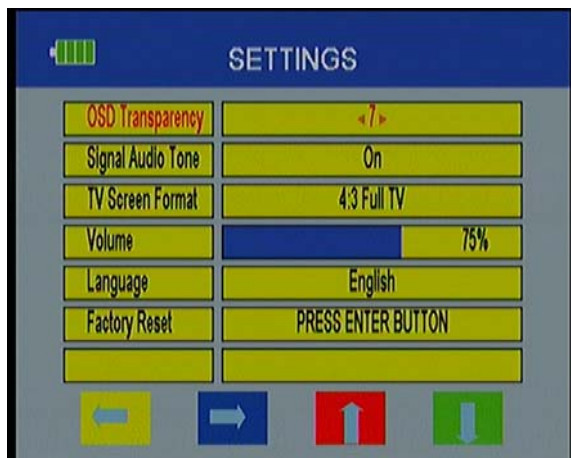 SETTINGS
OSD Transparency ◂7▸
Signal Audio Tone On
TV Screen Format 4:3 Full TV
Volume 75%
Language English
Factory Reset PRESS ENTER BUTTON